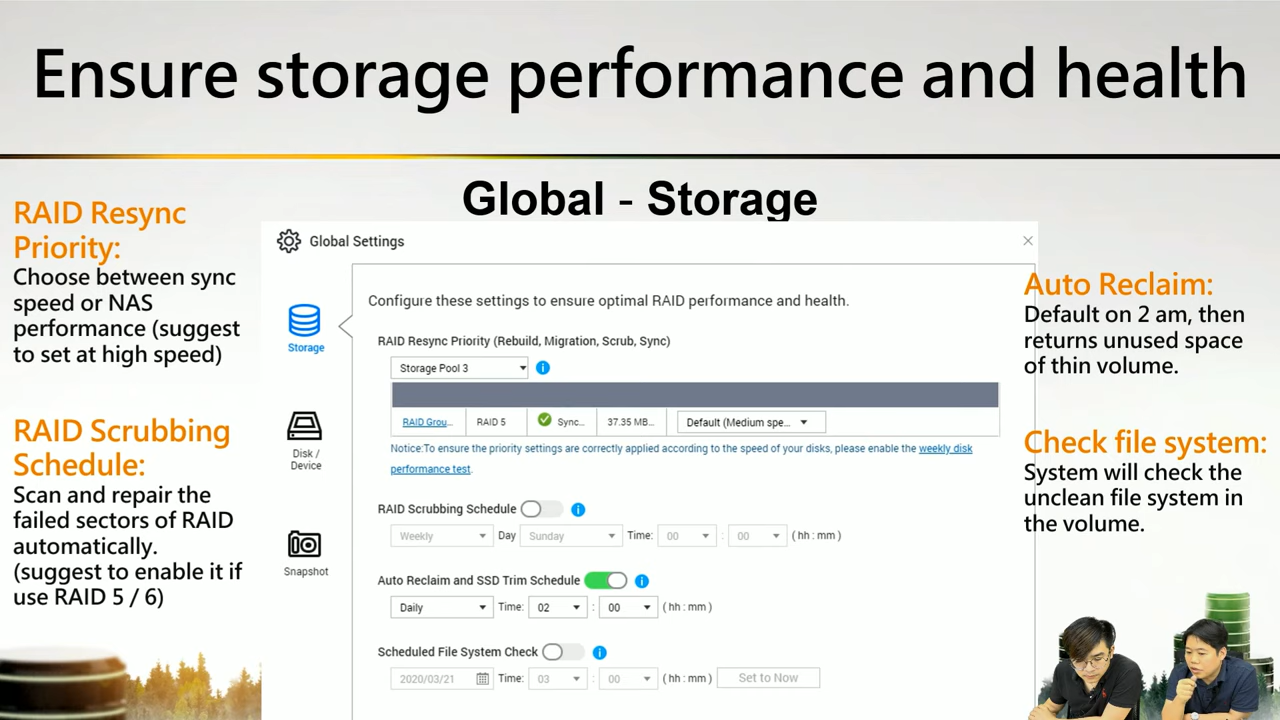 Ensure storage performance and health
Global - Storage
RAID Resync
Priority:
Choose between sync
speed or NAS
performance (suggest
to set at high speed)
RAID Scrubbing
Schedule:
Scan and repair the
failed sectors of RAID
automatically.
(suggest to enable it if
use RAID 5 / 6)
Global Settings
Storage
Disk /
Device
Snapshot
Configure these settings to ensure optimal RAID performance and health.
RAID Resync Priority (Rebuild, Migration, Scrub, Sync)
Storage Pool 3
RAID Grou... RAID 5 Sync... 37.35 MB... Default (Medium spe...
Notice:To ensure the priority settings are correctly applied according to the speed of your disks, please enable the weekly disk
performance test.
RAID Scrubbing Schedule
Weekly Day Sunday Time: 00 : 00 ( hh : mm )
Auto Reclaim and SSD Trim Schedule
Daily Time: 02 : 00 ( hh : mm )
Scheduled File System Check
2020/03/21 Time: 03 : 00 ( hh : mm ) Set to Now
Auto Reclaim:
Default on 2 am, then
returns unused space
of thin volume.
Check file system:
System will check the
unclean file system in
the volume.